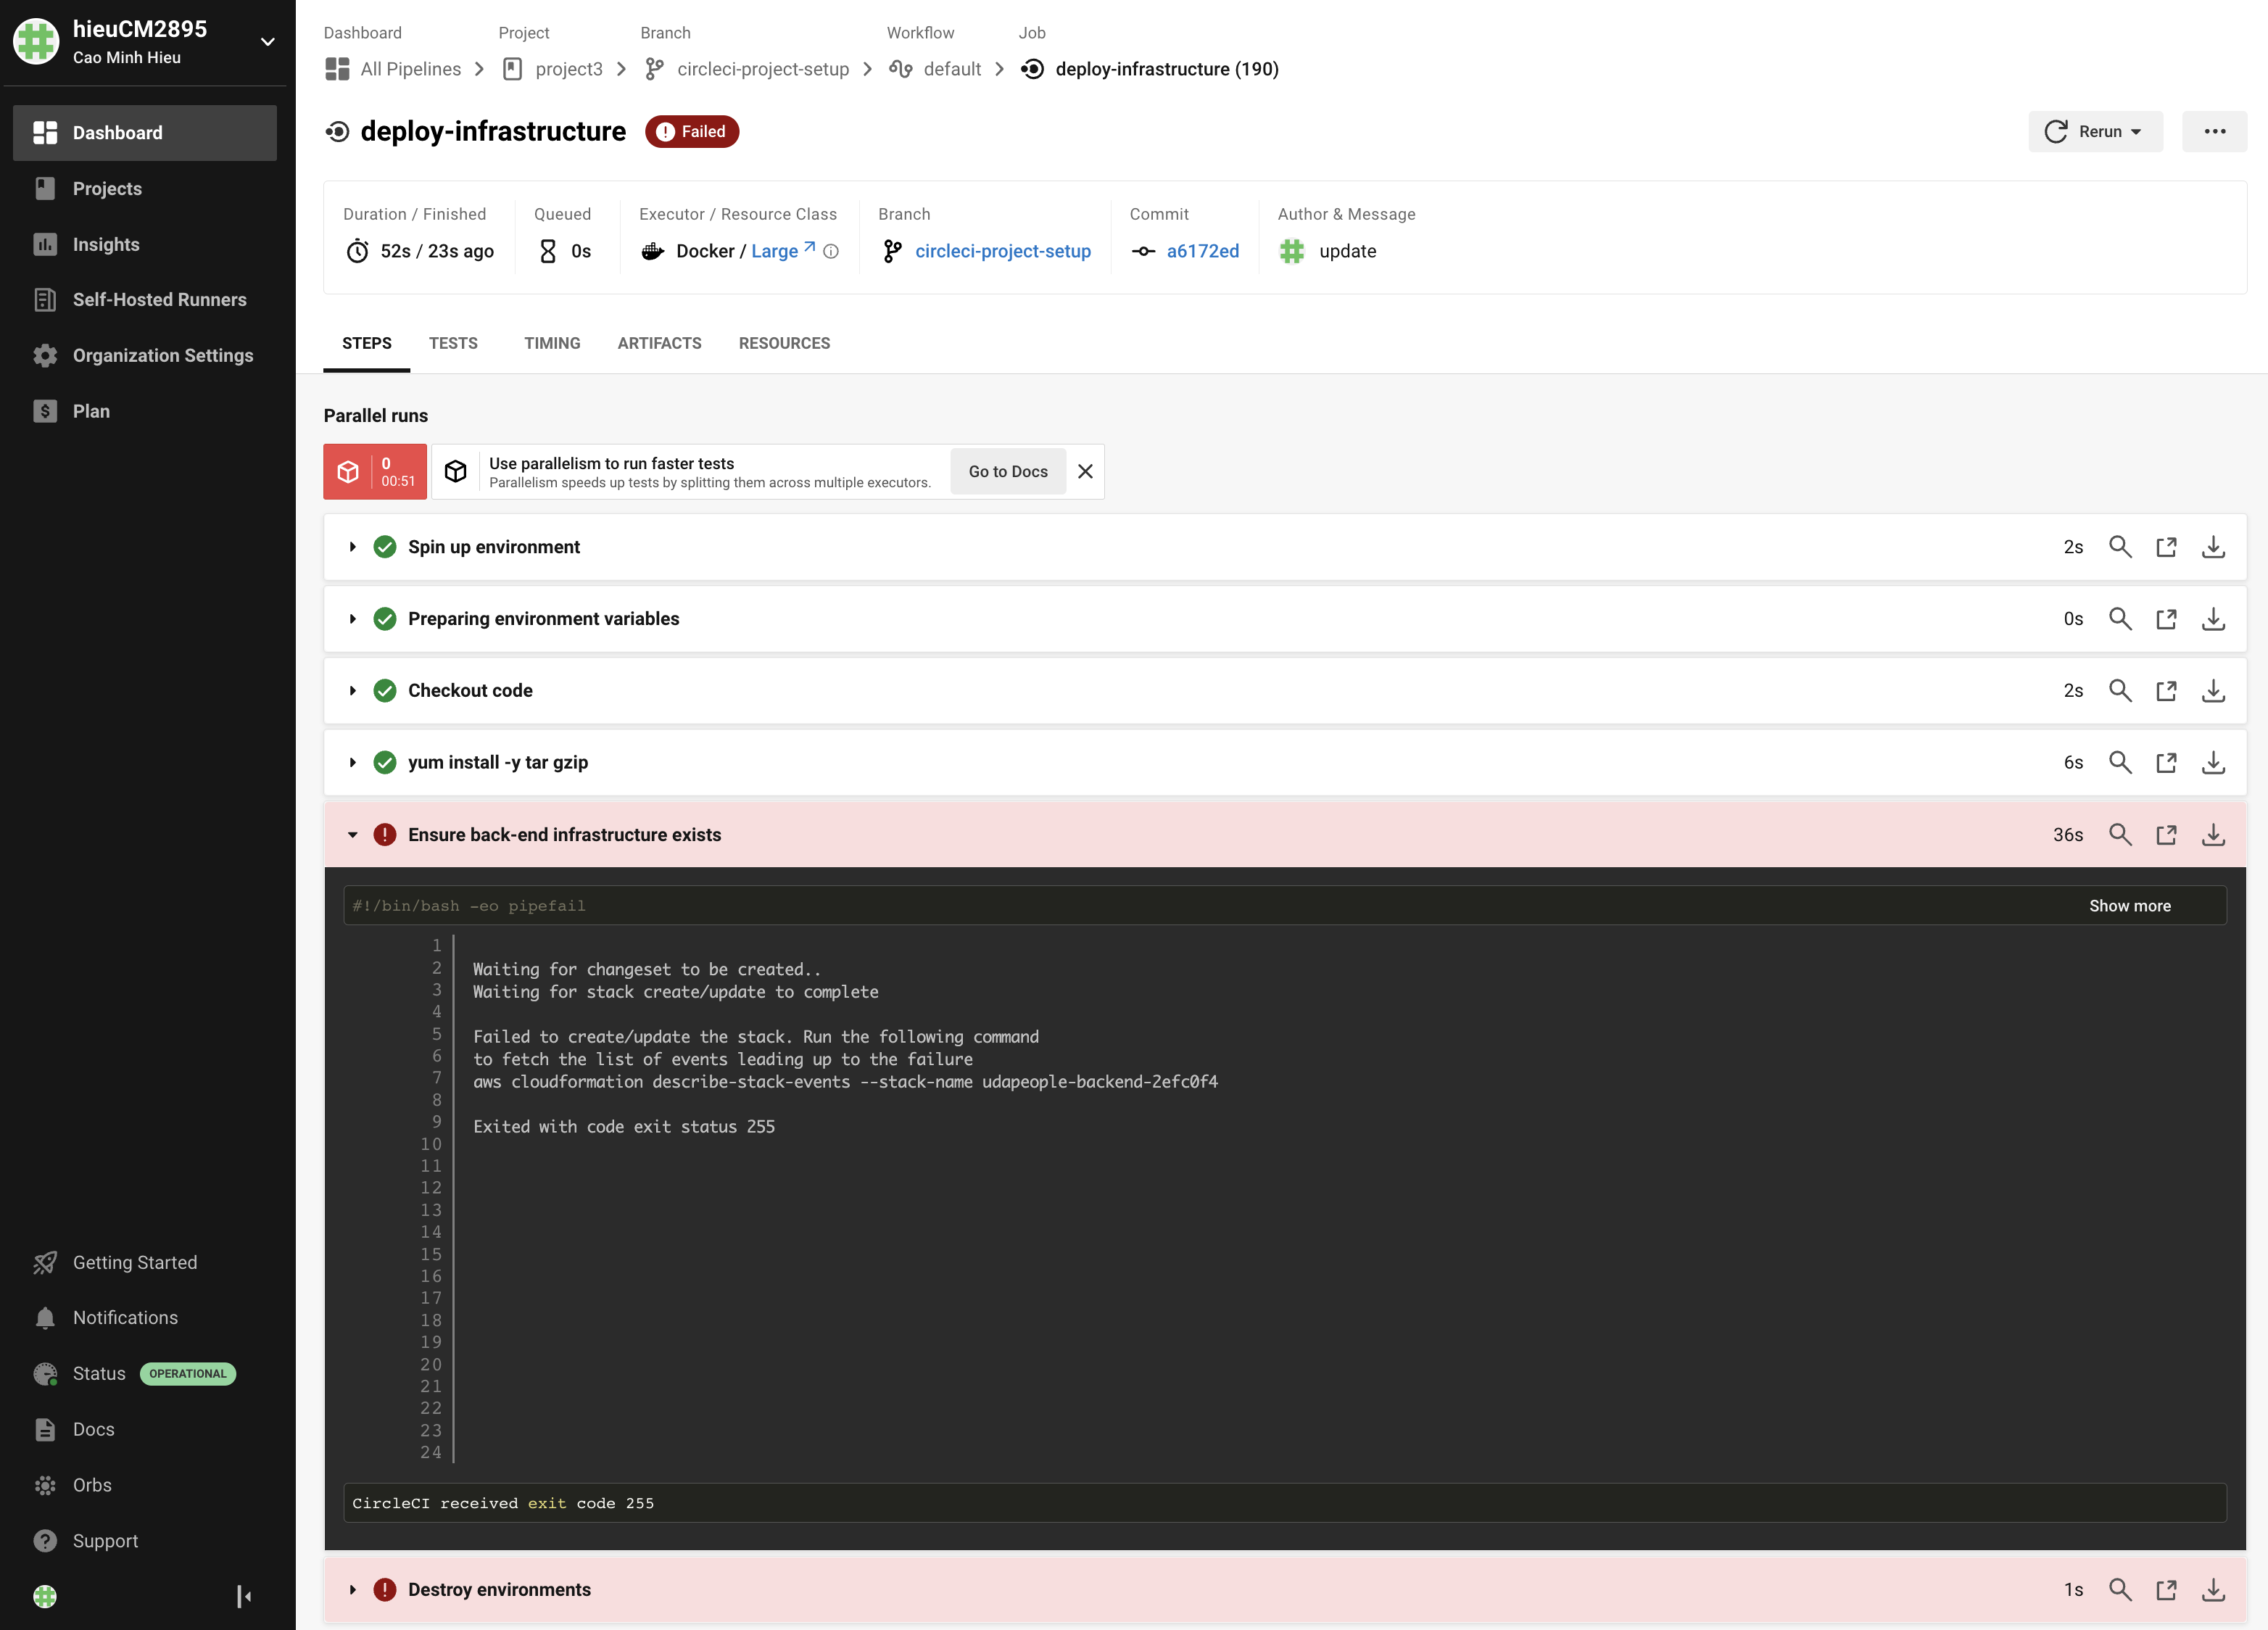 hieuCM2895
Cao Minh Hieu
Dashboard
Projects
Insights
Self-Hosted Runners
Organization Settings
Plan
Getting Started
Notifications
Status OPERATIONAL
Docs
Orbs
Support
Dashboard Project Branch Workflow Job
All Pipelines project3 circleci-project-setup default deploy-infrastructure (190)
deploy-infrastructure Failed
Rerun
Duration / Finished Queued Executor / Resource Class Branch Commit Author & Message
52s / 23s ago 0s Docker / Large circleci-project-setup a6172ed update
STEPS TESTS TIMING ARTIFACTS RESOURCES
Parallel runs
0
00:51
Use parallelism to run faster tests
Parallelism speeds up tests by splitting them across multiple executors.
Go to Docs
Spin up environment 2s
Preparing environment variables 0s
Checkout code 2s
yum install -y tar gzip 6s
Ensure back-end infrastructure exists 36s
#!/bin/bash -eo pipefail Show more
1
2 Waiting for changeset to be created..
3 Waiting for stack create/update to complete
4
5 Failed to create/update the stack. Run the following command
6 to fetch the list of events leading up to the failure
7 aws cloudformation describe-stack-events --stack-name udapeople-backend-2efc0f4
8
9 Exited with code exit status 255
10
11
12
13
14
15
16
17
18
19
20
21
22
23
24
CircleCI received exit code 255
Destroy environments 1s